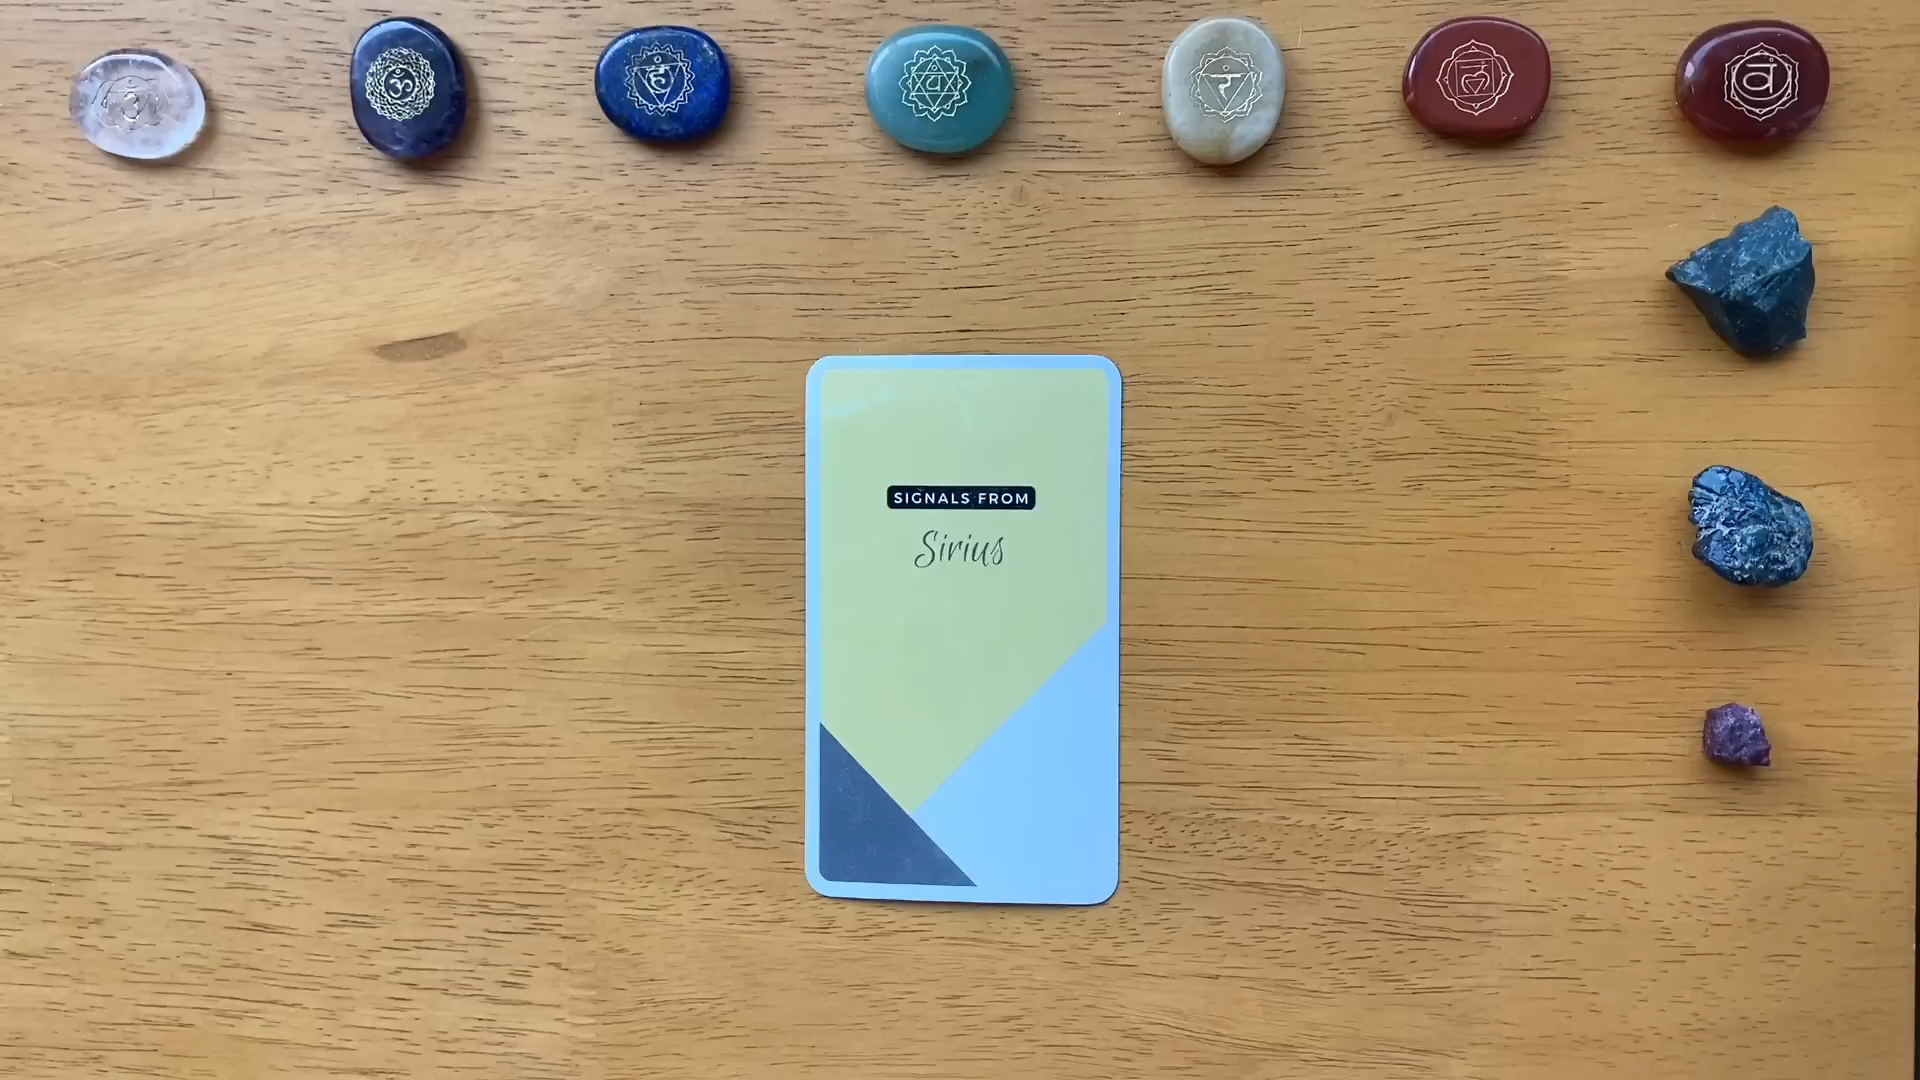 ॐ
हं
यं
रं
लं
वं
SIGNALS FROM
Sirius